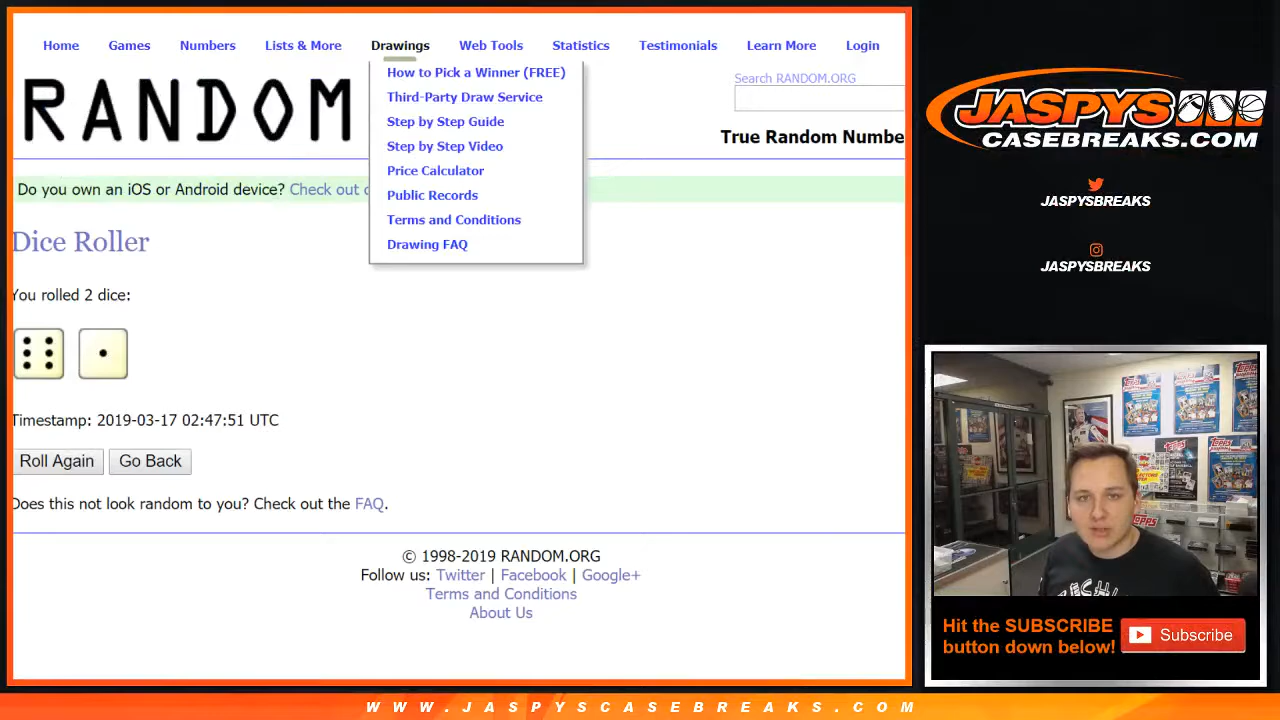 Home Games Numbers Lists & More Drawings Web Tools Statistics Testimonials Learn More Login
RANDOM
How to Pick a Winner (FREE)
Third-Party Draw Service
Step by Step Guide
Step by Step Video
Price Calculator
Public Records
Terms and Conditions
Drawing FAQ
Search RANDOM.ORG
True Random Numbe
Do you own an iOS or Android device? Check out
Dice Roller
You rolled 2 dice:
Timestamp: 2019-03-17 02:47:51 UTC
Roll Again Go Back
Does this not look random to you? Check out the FAQ.
© 1998-2019 RANDOM.ORG
Follow us: Twitter | Facebook | Google+
Terms and Conditions
About Us
JASPYS
CASEBREAKS.COM
JASPYSBREAKS
JASPYSBREAKS
Topps
Hit the SUBSCRIBE
button down below!
Subscribe
WWW.JASPYSCASEBREAKS.COM